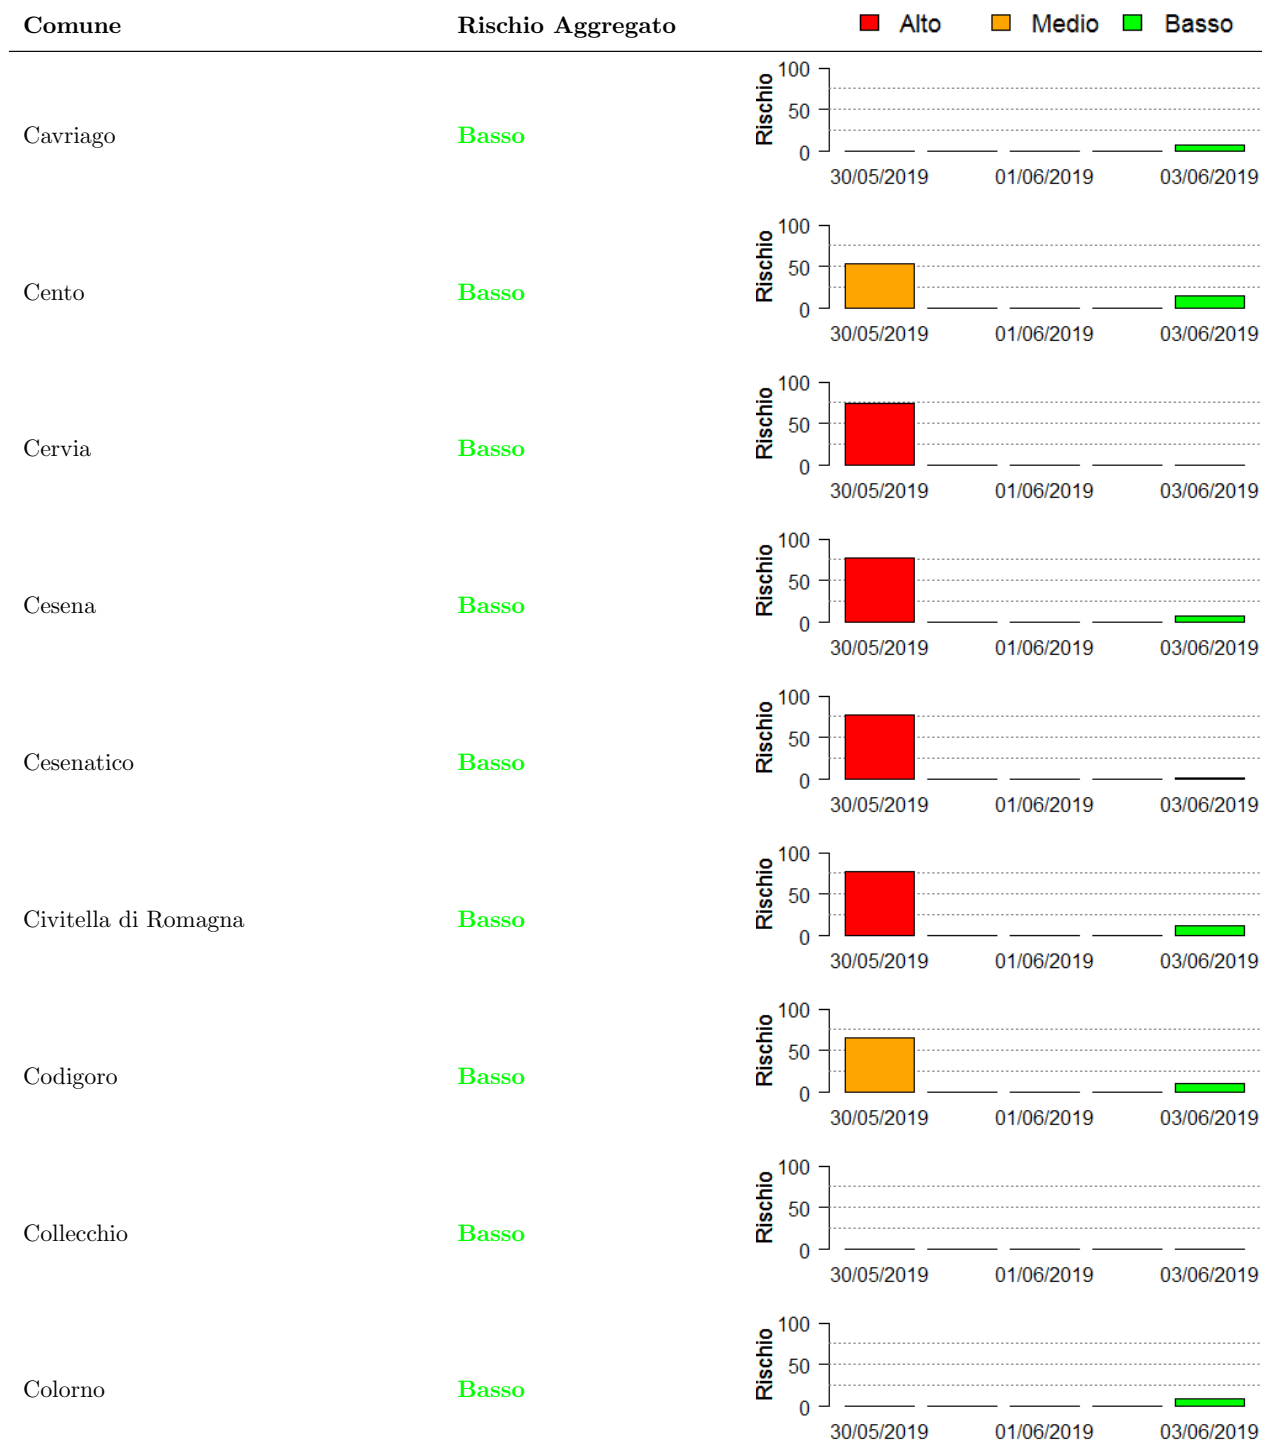 Comune Rischio Aggregato Alto Medio Basso
100
50
0
Rischio
Cavriago Basso
30/05/2019 01/06/2019 03/06/2019
100
50
0
Rischio
Cento Basso
30/05/2019 01/06/2019 03/06/2019
100
50
0
Rischio
Cervia Basso
30/05/2019 01/06/2019 03/06/2019
100
50
0
Rischio
Cesena Basso
30/05/2019 01/06/2019 03/06/2019
100
50
0
Rischio
Cesenatico Basso
30/05/2019 01/06/2019 03/06/2019
100
50
0
Rischio
Civitella di Romagna Basso
30/05/2019 01/06/2019 03/06/2019
100
50
0
Rischio
Codigoro Basso
30/05/2019 01/06/2019 03/06/2019
100
50
0
Rischio
Collecchio Basso
30/05/2019 01/06/2019 03/06/2019
100
50
0
Rischio
Colorno Basso
30/05/2019 01/06/2019 03/06/2019